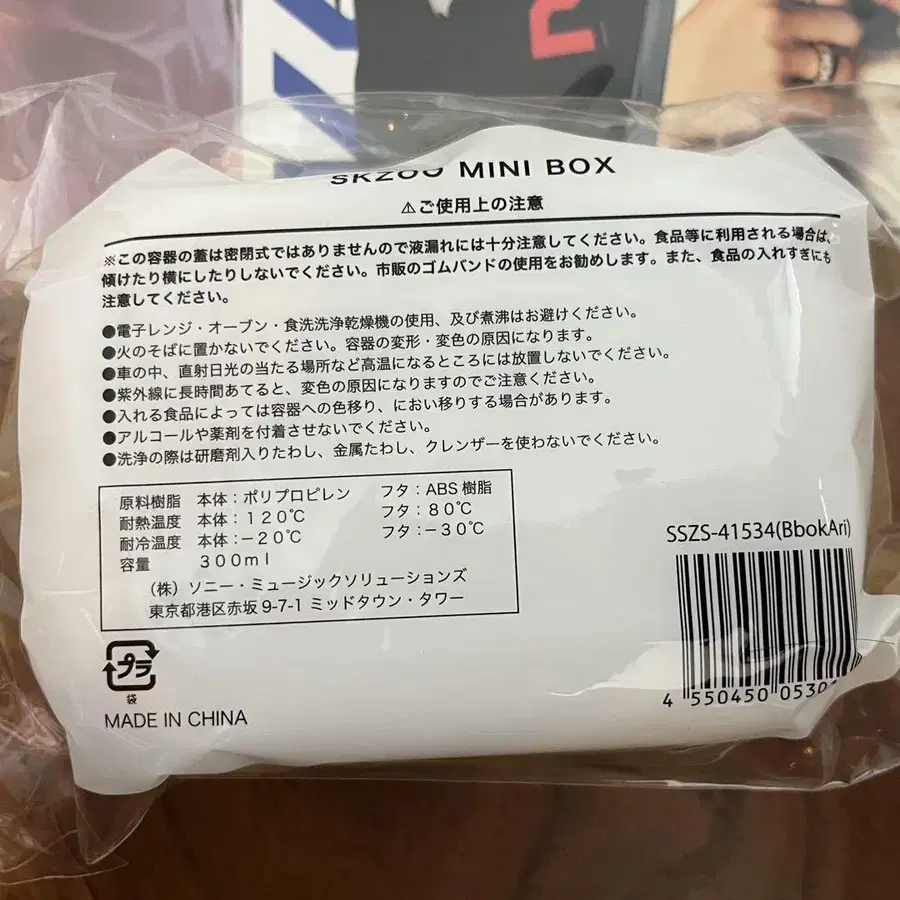 SKZOO MINI BOX
⚠ご使用上の注意
※この容器の蓋は密閉式ではありませんので液漏れには十分注意してください。食品等に利用される場合は、
傾けたり横にしたりしないでください。市販のゴムバンドの使用をお勧めします。また、食品の入れすぎにも
注意してください。
●電子レンジ・オーブン・食洗洗浄乾燥機の使用、及び煮沸はお避けください。
●火のそばに置かないでください。容器の変形・変色の原因になります。
●車の中、直射日光の当たる場所など高温になるところには放置しないでください。
●紫外線に長時間あてると、変色の原因になりますのでご注意ください。
●入れる食品によっては容器への色移り、におい移りする場合があります。
●アルコールや薬剤を付着させないでください。
●洗浄の際は研磨剤入りたわし、金属たわし、クレンザーを使わないでください。
原料樹脂 本体:ポリプロピレン フタ:ABS樹脂
耐熱温度 本体:120℃ フタ:80℃
耐冷温度 本体:-20℃ フタ:-30℃
容量 300ml
(株)ソニー・ミュージックソリューションズ
東京都港区赤坂9-7-1 ミッドタウン・タワー
SSZS-41534(BbokAri)
4 550450 0530
プラ
袋
MADE IN CHINA